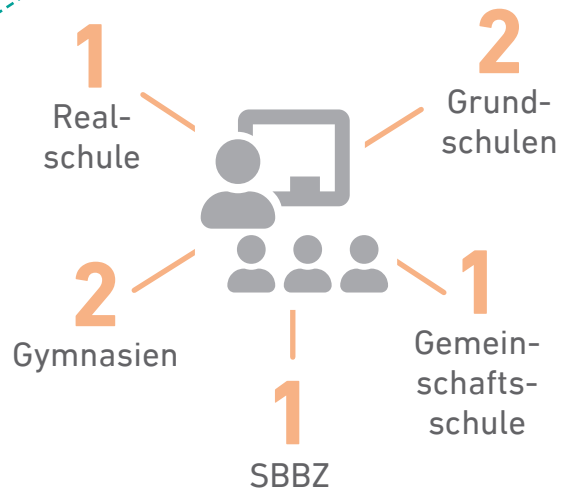 1
Real-
schule
2
Grund-
schulen
2
Gymnasien
1
Gemein-
schafts-
schule
1
SBBZ